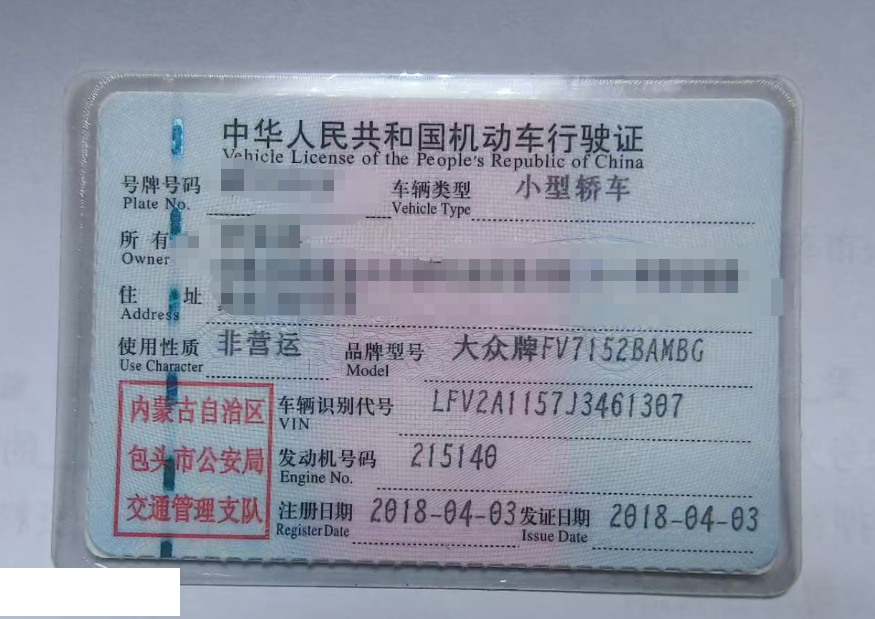 中华人民共和国机动车行驶证
Vehicle License of the People's Republic of China
号牌号码 车辆类型 小型轿车
Plate No. Vehicle Type
所有
Owner
住 址
Address
使用性质 非营运 品牌型号 大众牌FV7152BAMBG
Use Character Model
内蒙古自治区
包头市公安局
交通管理支队
车辆识别代号 LFV2A1157J3461307
VIN
发动机号码 215140
Engine No.
注册日期 2018-04-03 发证日期 2018-04-03
Register Date Issue Date